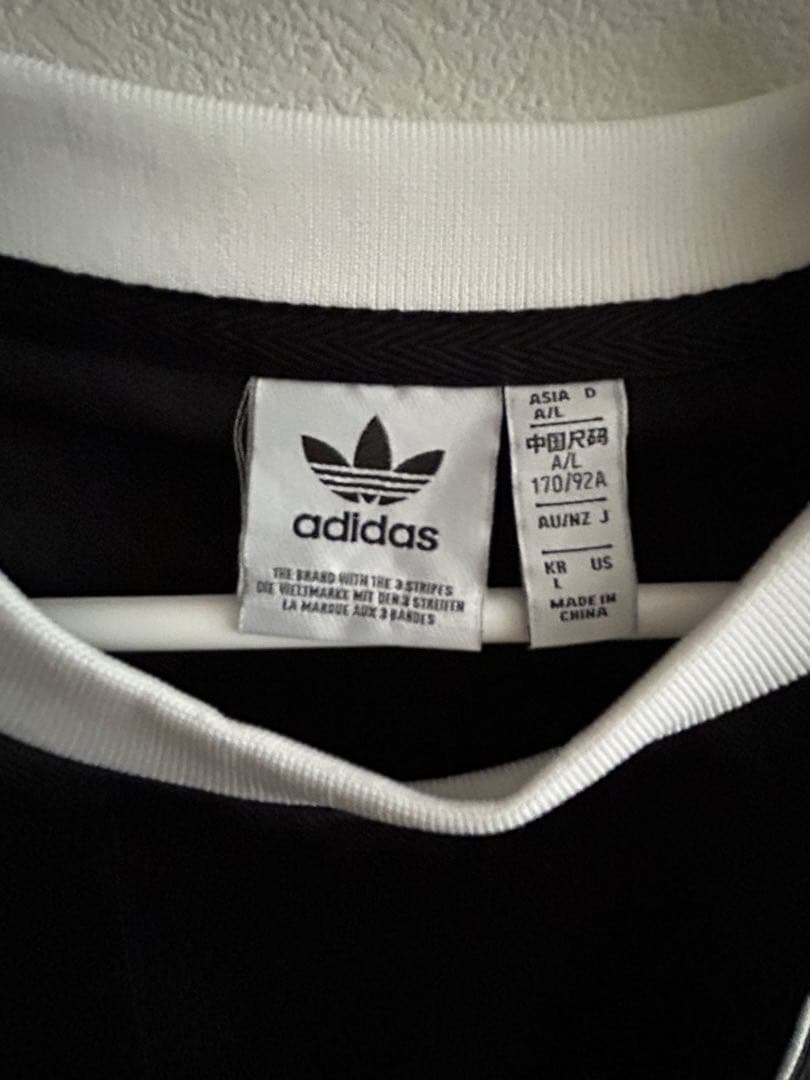 adidas
THE BRAND WITH THE 3 STRIPES
DIE WELTMARKE MIT DEN 3 STREIFEN
LA MARQUE AUX 3 BANDES
ASIA D
A/L
中国尺码
A/L
170/92A
AU/NZ J
KR US
L
MADE IN
CHINA